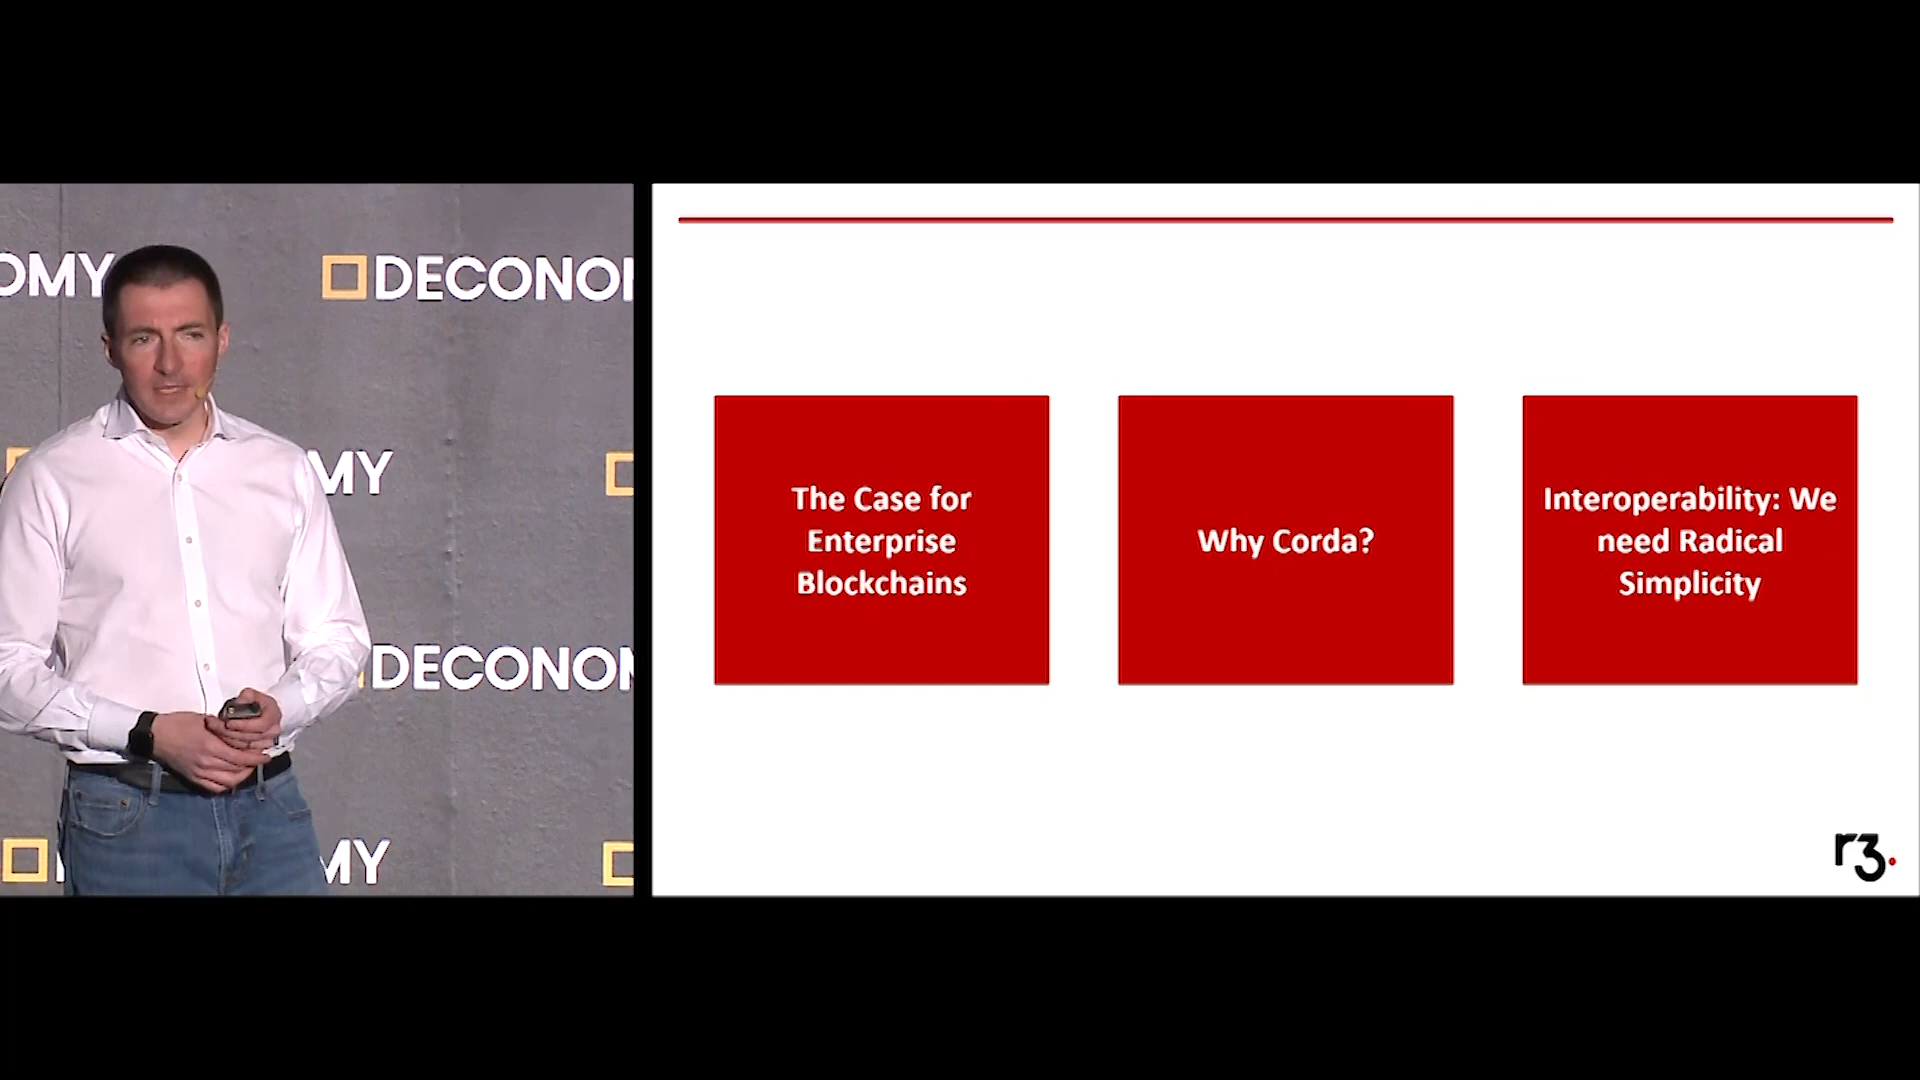 OMY
DECONO
MY
DECONO
MY
The Case for
Enterprise
Blockchains
Why Corda?
Interoperability: We
need Radical
Simplicity
r3.